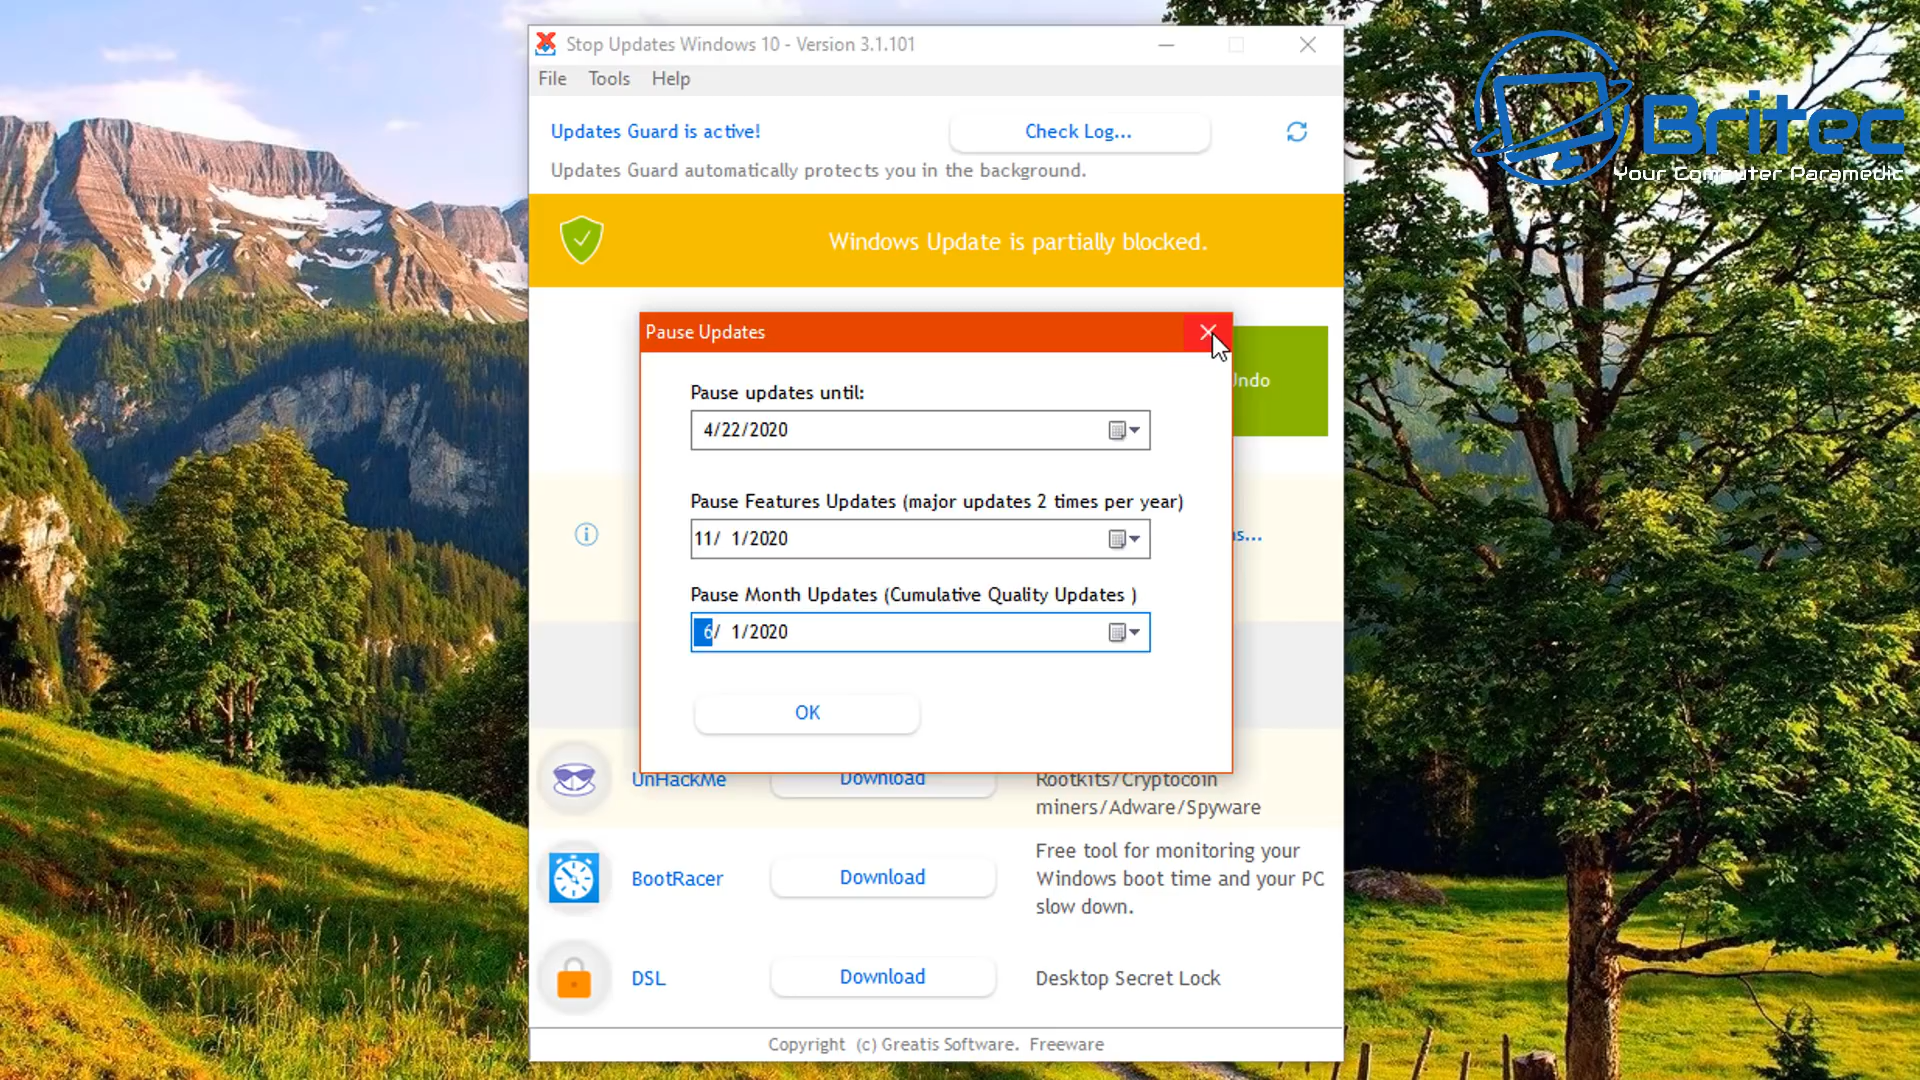 Stop Updates Windows 10 - Version 3.1.101
File Tools Help
Updates Guard is active!
Check Log...
Updates Guard automatically protects you in the background.
Windows Update is partially blocked.
Pause Updates
Pause updates until:
4/22/2020
Pause Features Updates (major updates 2 times per year)
11/ 1/2020
Pause Month Updates (Cumulative Quality Updates )
6/ 1/2020
OK
UnHackMe
Download
Rootkits/Cryptocoin
miners/Adware/Spyware
BootRacer
Download
Free tool for monitoring your
Windows boot time and your PC
slow down.
DSL
Download
Desktop Secret Lock
Copyright (c) Greatis Software. Freeware
Britec
Your Computer Paramedic